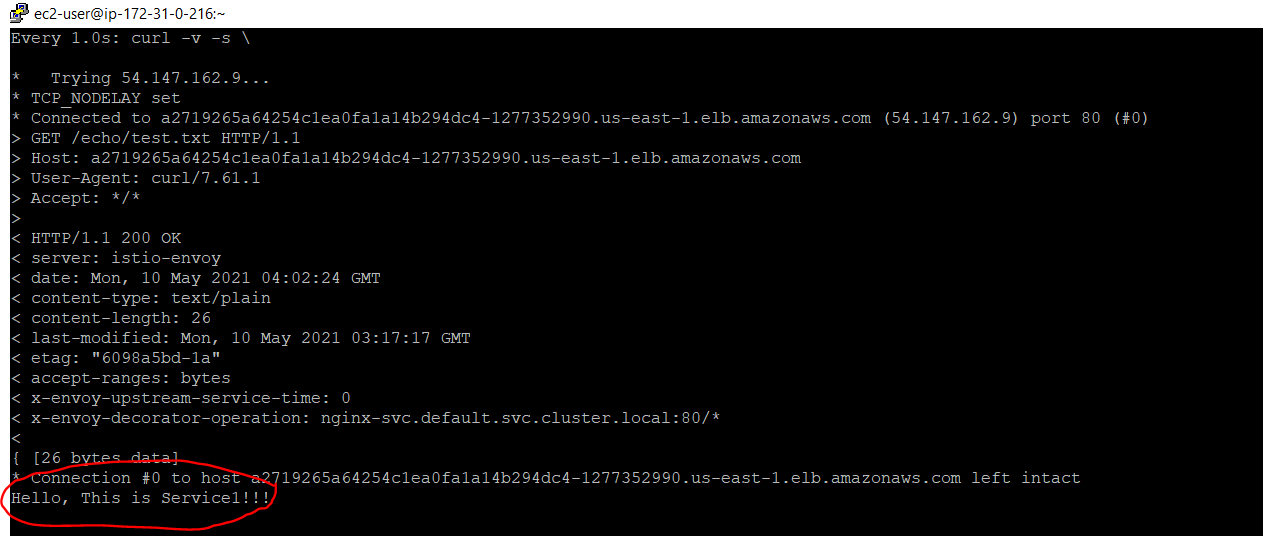 ec2-user@ip-172-31-0-216:~
Every 1.0s: curl -v -s \
*   Trying 54.147.162.9...
* TCP_NODELAY set
* Connected to a2719265a64254c1ea0fa1a14b294dc4-1277352990.us-east-1.elb.amazonaws.com (54.147.162.9) port 80 (#0)
> GET /echo/test.txt HTTP/1.1
> Host: a2719265a64254c1ea0fa1a14b294dc4-1277352990.us-east-1.elb.amazonaws.com
> User-Agent: curl/7.61.1
> Accept: */*
>
< HTTP/1.1 200 OK
< server: istio-envoy
< date: Mon, 10 May 2021 04:02:24 GMT
< content-type: text/plain
< content-length: 26
< last-modified: Mon, 10 May 2021 03:17:17 GMT
< etag: "6098a5bd-1a"
< accept-ranges: bytes
< x-envoy-upstream-service-time: 0
< x-envoy-decorator-operation: nginx-svc.default.svc.cluster.local:80/*
<
{ [26 bytes data]
* Connection #0 to host a2719265a64254c1ea0fa1a14b294dc4-1277352990.us-east-1.elb.amazonaws.com left intact
Hello, This is Service1!!!